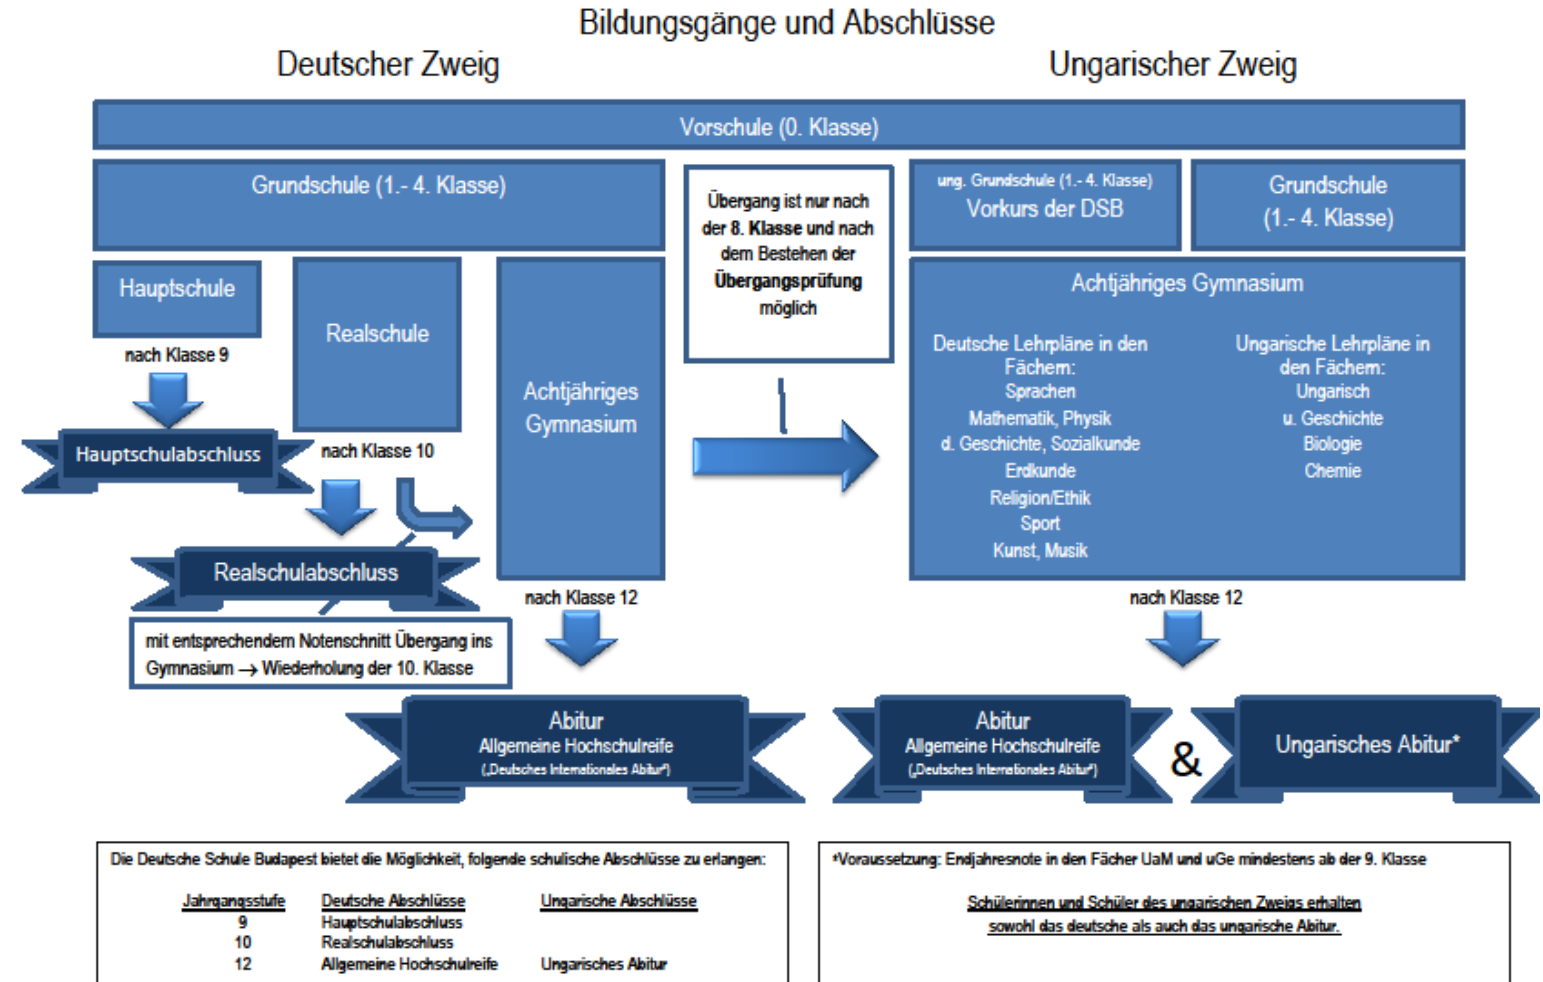 Bildungsgänge und Abschlüsse
Deutscher Zweig
Ungarischer Zweig
Vorschule (0. Klasse)
Grundschule (1.- 4. Klasse)
Übergang ist nur nach
der 8. Klasse und nach
dem Bestehen der
Übergangsprüfung
möglich
ung. Grundschule (1.- 4. Klasse)
Vorkurs der DSB
Grundschule
(1.- 4. Klasse)
Hauptschule
nach Klasse 9
Hauptschulabschluss
Realschule
nach Klasse 10
Realschulabschluss
mit entsprechendem Notenschnitt Übergang ins
Gymnasium → Wiederholung der 10. Klasse
Achtjähriges
Gymnasium
nach Klasse 12
Abitur
Allgemeine Hochschulreife
(„Deutsches Internationales Abitur“)
Achtjähriges Gymnasium
Deutsche Lehrpläne in den
Fächern:
Sprachen
Mathematik, Physik
d. Geschichte, Sozialkunde
Erdkunde
Religion/Ethik
Sport
Kunst, Musik
Ungarische Lehrpläne in
den Fächern:
Ungarisch
u. Geschichte
Biologie
Chemie
nach Klasse 12
Abitur
Allgemeine Hochschulreife
(„Deutsches Internationales Abitur“)
&
Ungarisches Abitur*
Die Deutsche Schule Budapest bietet die Möglichkeit, folgende schulische Abschlüsse zu erlangen:
Jahrgangsstufe Deutsche Abschlüsse Ungarische Abschlüsse
9 Hauptschulabschluss
10 Realschulabschluss
12 Allgemeine Hochschulreife Ungarisches Abitur
*Voraussetzung: Endjahresnote in den Fächer UaM und uGe mindestens ab der 9. Klasse
Schülerinnen und Schüler des ungarischen Zweigs erhalten
sowohl das deutsche als auch das ungarische Abitur.